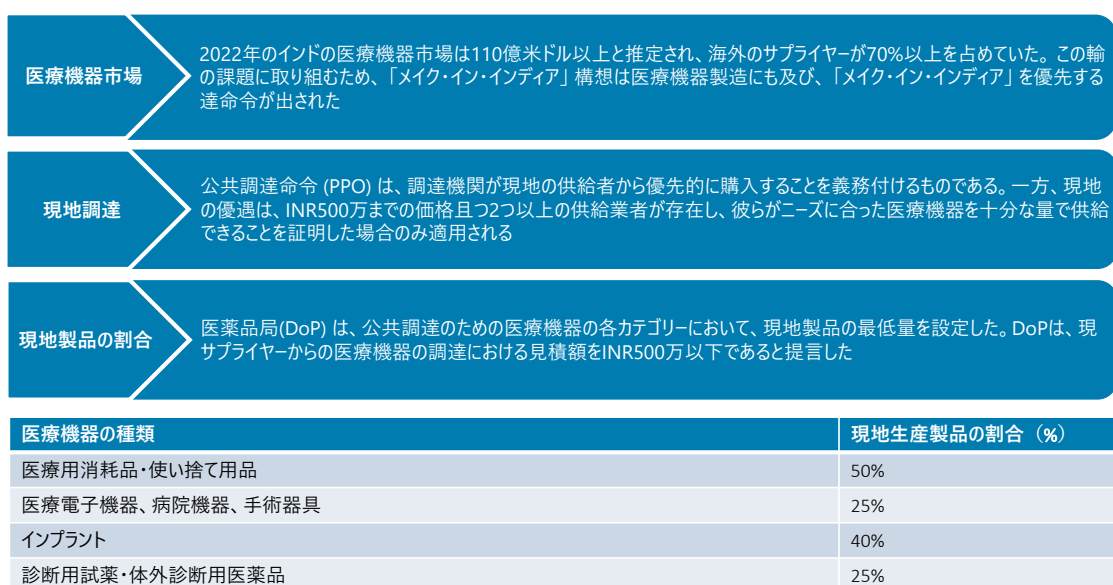 医療機器市場
2022年のインドの医療機器市場は110億米ドル以上と推定され、海外のサプライヤーが70%以上を占めていた。この輸
の課題に取り組むため、「メイク・イン・インディア」構想は医療機器製造にも及び、「メイク・イン・インディア」を優先する
達命令が出された
現地調達
公共調達命令 (PPO) は、調達機関が現地の供給者から優先的に購入することを義務付けるものである。一方、現地
の優遇は、INR500万までの価格且つ2つ以上の供給業者が存在し、彼らがニーズに合った医療機器を十分な量で供給
できることを証明した場合のみ適用される
現地製品の割合
医薬品局(DoP) は、公共調達のための医療機器の各カテゴリーにおいて、現地製品の最低量を設定した。DoPは、現
サプライヤーからの医療機器の調達における見積額をINR500万以下であると提言した
医療機器の種類 現地生産製品の割合（%）
医療用消耗品・使い捨て用品 50%
医療電子機器、病院機器、手術器具 25%
インプラント 40%
診断用試薬・体外診断用医薬品 25%